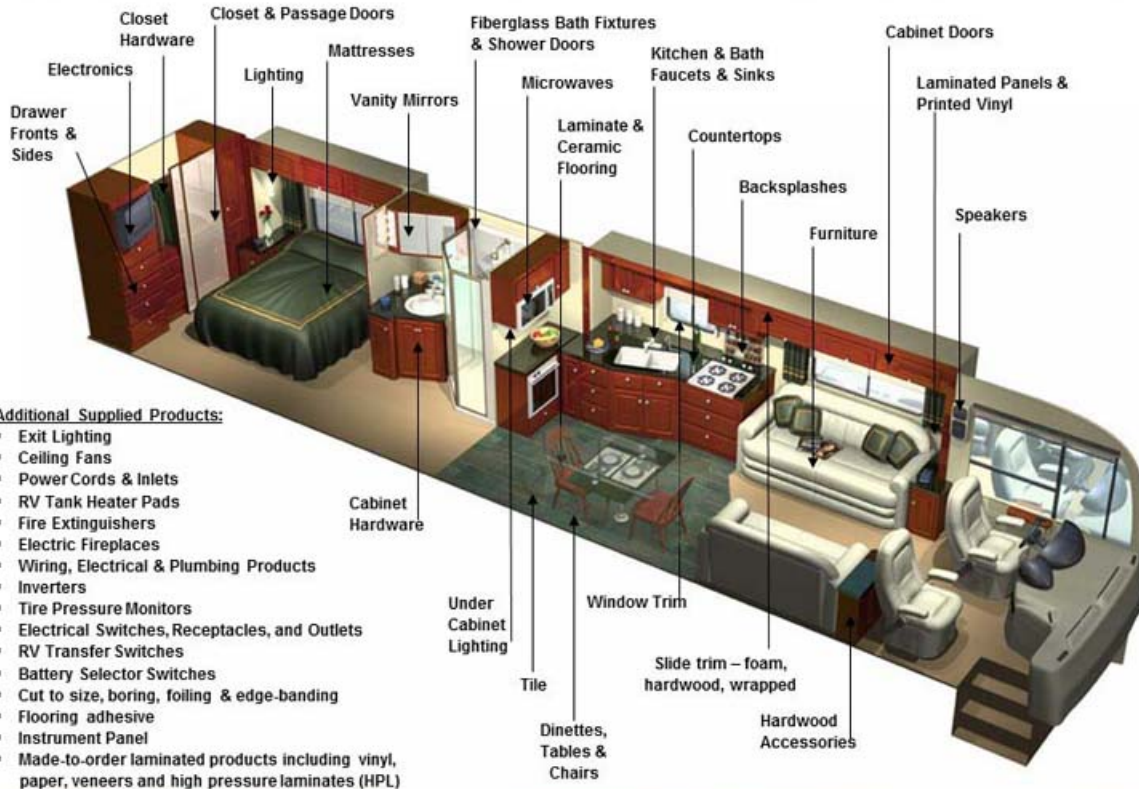 Closet
Hardware
Closet & Passage Doors
Fiberglass Bath Fixtures
& Shower Doors
Cabinet Doors
Electronics
Lighting
Mattresses
Kitchen & Bath
Faucets & Sinks
Microwaves
Laminated Panels &
Printed Vinyl
Drawer
Fronts &
Sides
Vanity Mirrors
Laminate &
Ceramic
Flooring
Countertops
Backsplashes
Furniture
Speakers
Additional Supplied Products:
Exit Lighting
Ceiling Fans
Power Cords & Inlets
RV Tank Heater Pads
Fire Extinguishers
Electric Fireplaces
Wiring, Electrical & Plumbing Products
Inverters
Tire Pressure Monitors
Electrical Switches, Receptacles, and Outlets
RV Transfer Switches
Battery Selector Switches
Cut to size, boring, foiling & edge-banding
Flooring adhesive
Instrument Panel
Made-to-order laminated products including vinyl,
paper, veneers and high pressure laminates (HPL)
Cabinet
Hardware
Under
Cabinet
Lighting
Window Trim
Tile
Slide trim – foam,
hardwood, wrapped
Dinettes,
Tables &
Chairs
Hardwood
Accessories